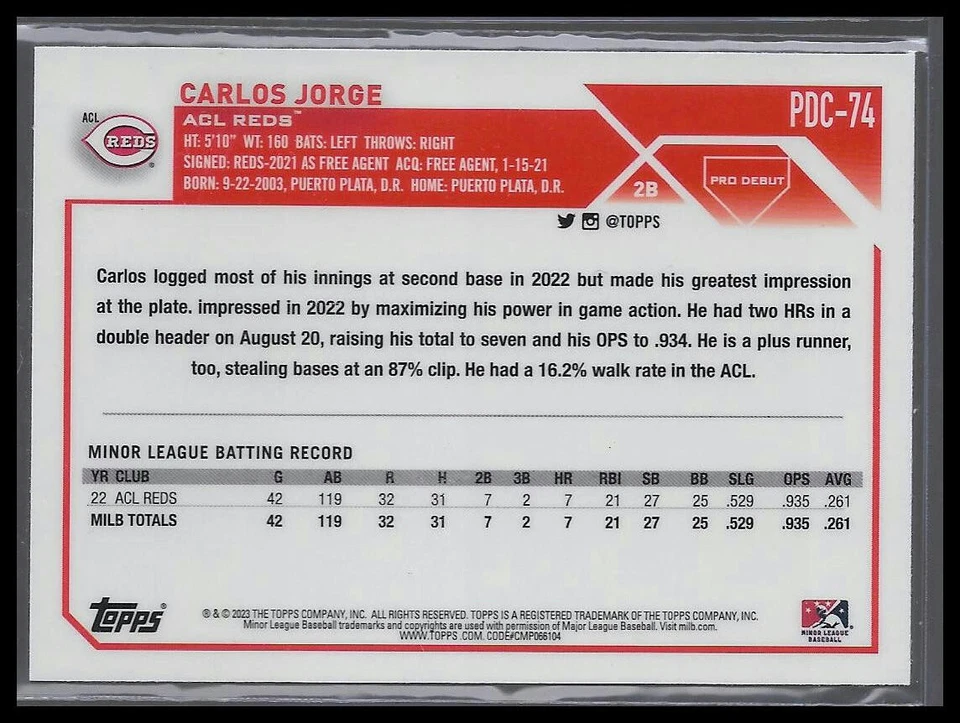 CARLOS JORGE
PDC-74
ACL
REDS
ACL REDS™
HT: 5'10" WT: 160 BATS: LEFT THROWS: RIGHT
SIGNED: REDS-2021 AS FREE AGENT ACQ: FREE AGENT, 1-15-21
BORN: 9-22-2003, PUERTO PLATA, D.R. HOME: PUERTO PLATA, D.R.
2B
PRO DEBUT
@TOPPS
Carlos logged most of his innings at second base in 2022 but made his greatest impression
at the plate. impressed in 2022 by maximizing his power in game action. He had two HRs in a
double header on August 20, raising his total to seven and his OPS to .934. He is a plus runner,
too, stealing bases at an 87% clip. He had a 16.2% walk rate in the ACL.
MINOR LEAGUE BATTING RECORD
YR CLUB G AB R H 2B 3B HR RBI SB BB SLG OPS AVG
22 ACL REDS 42 119 32 31 7 2 7 21 27 25 .529 .935 .261
MILB TOTALS 42 119 32 31 7 2 7 21 27 25 .529 .935 .261
Topps®
® & © 2023 THE TOPPS COMPANY, INC. ALL RIGHTS RESERVED. TOPPS IS A REGISTERED TRADEMARK OF THE TOPPS COMPANY, INC.
Minor League Baseball trademarks and copyrights are used with permission of Major League Baseball. Visit milb.com.
WWW.TOPPS.COM. CODE#CMP066104
MINOR LEAGUE
BASEBALL